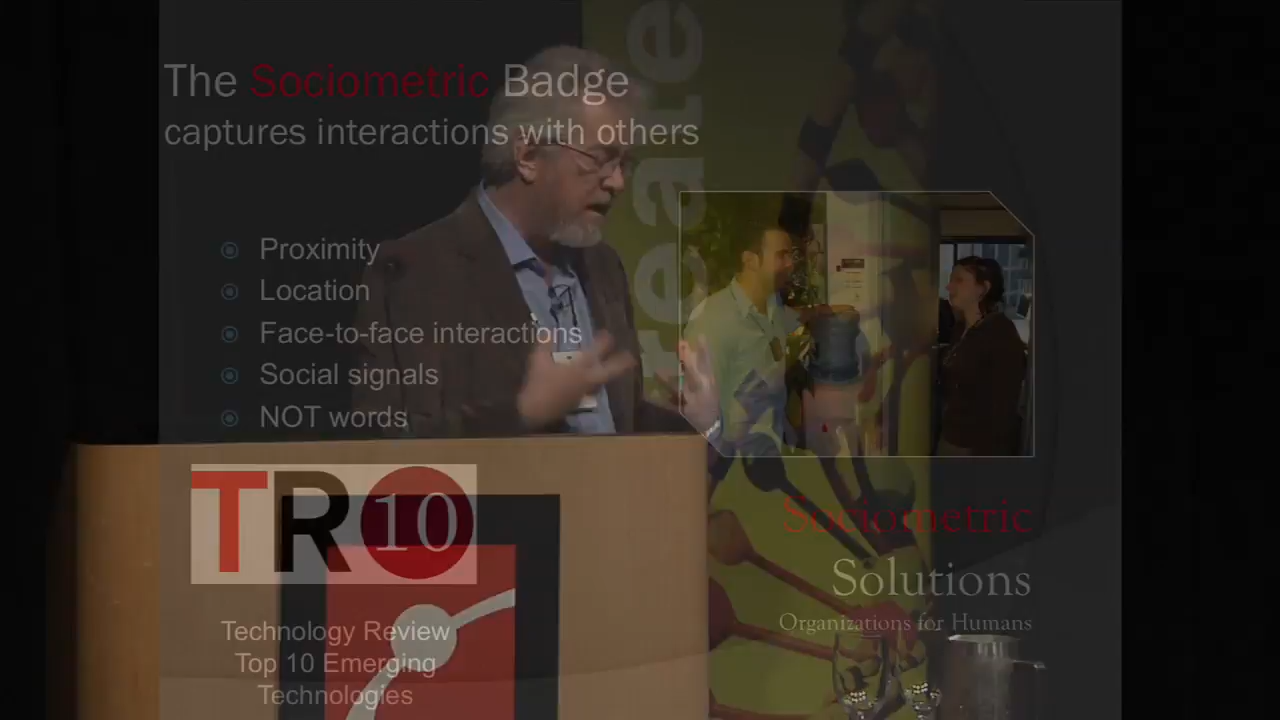 The Sociometric Badge
captures interactions with others
Proximity
Location
Face-to-face interactions
Social signals
NOT words
TR10
Technology Review
Top 10 Emerging
Technologies
Sociometric
Solutions
Organizations for Humans